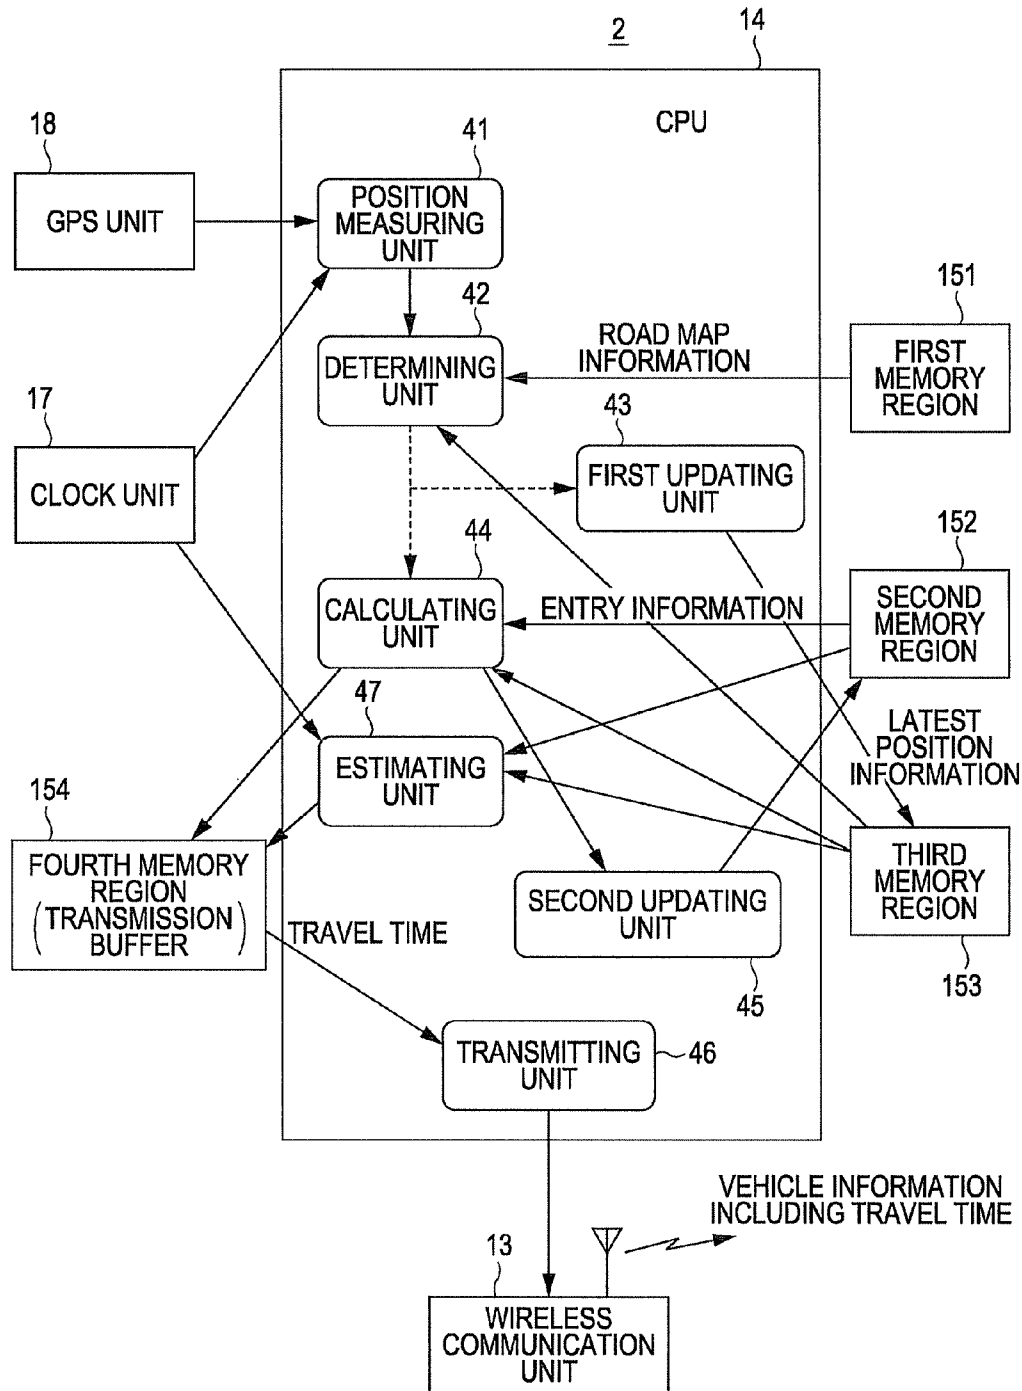 2
14
CPU
18
GPS UNIT
41
POSITION
MEASURING
UNIT
42
DETERMINING
UNIT
ROAD MAP
INFORMATION
151
FIRST
MEMORY
REGION
17
CLOCK UNIT
43
FIRST UPDATING
UNIT
44
CALCULATING
UNIT
ENTRY INFORMATION
152
SECOND
MEMORY
REGION
47
ESTIMATING
UNIT
LATEST
POSITION
INFORMATION
154
FOURTH MEMORY
REGION
(TRANSMISSION
BUFFER)
TRAVEL TIME
SECOND UPDATING
UNIT
45
THIRD
MEMORY
REGION
153
TRANSMITTING
UNIT
46
VEHICLE INFORMATION
INCLUDING TRAVEL TIME
13
WIRELESS
COMMUNICATION
UNIT